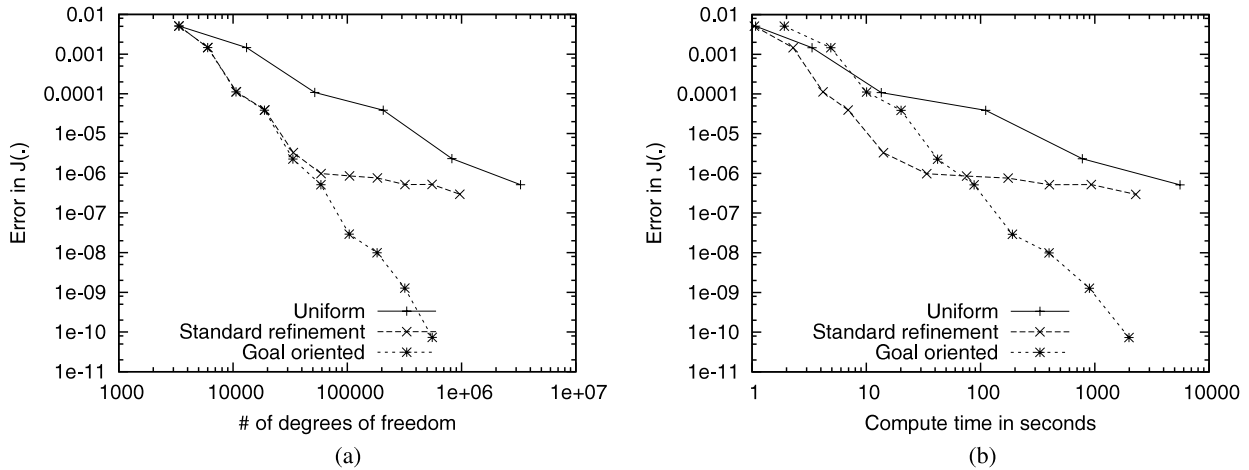 0.01
0.001
0.0001
1e-05
1e-06
1e-07
1e-08
1e-09
1e-10
1e-11
Error in J(.)
Uniform
Standard refinement
Goal oriented
1000 10000 100000 1e+06 1e+07
# of degrees of freedom
(a)
0.01
0.001
0.0001
1e-05
1e-06
1e-07
1e-08
1e-09
1e-10
1e-11
Error in J(.)
Uniform
Standard refinement
Goal oriented
1 10 100 1000 10000
Compute time in seconds
(b)